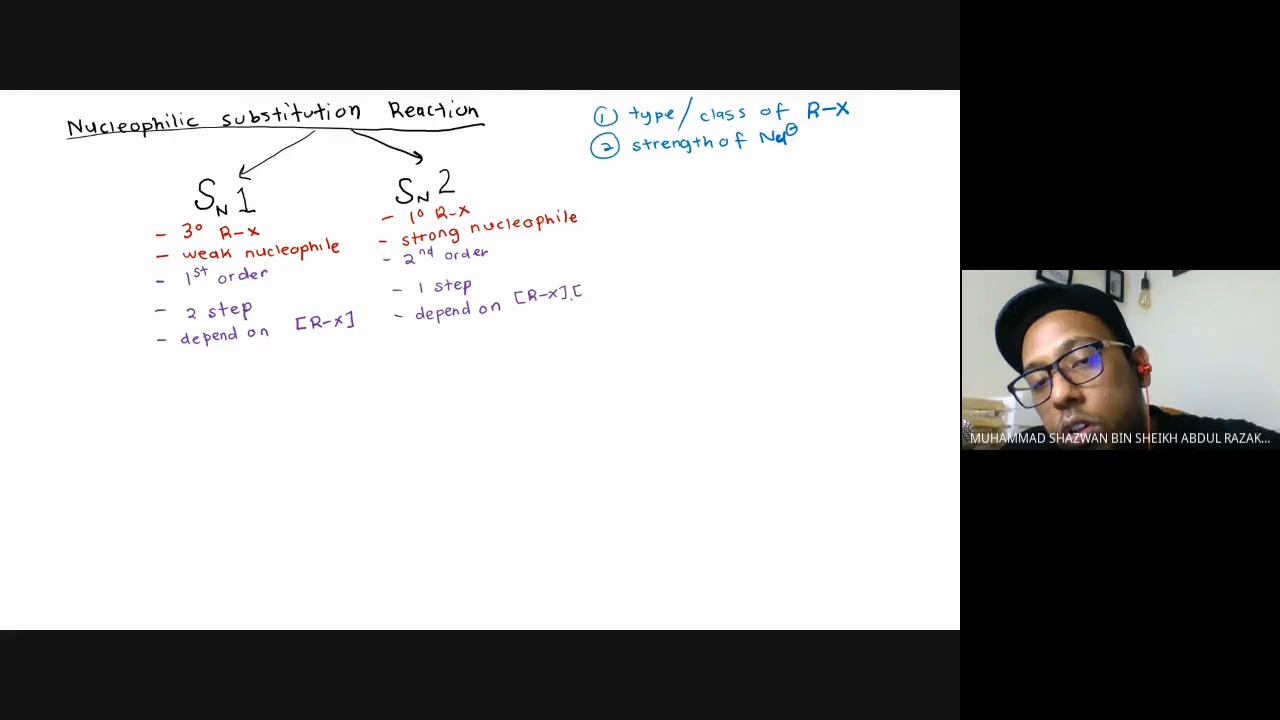 Nucleophilic substitution Reaction
① type/class of R-X
② strength of Nu⊖
SN1
- 3° R-X
- weak nucleophile
- 1st order
- 2 step
- depend on [R-X]
SN2
- 1° R-X
- strong nucleophile
- 2nd order
- 1 step
- depend on [R-X].[
MUHAMMAD SHAZWAN BIN SHEIKH ABDUL RAZAK...